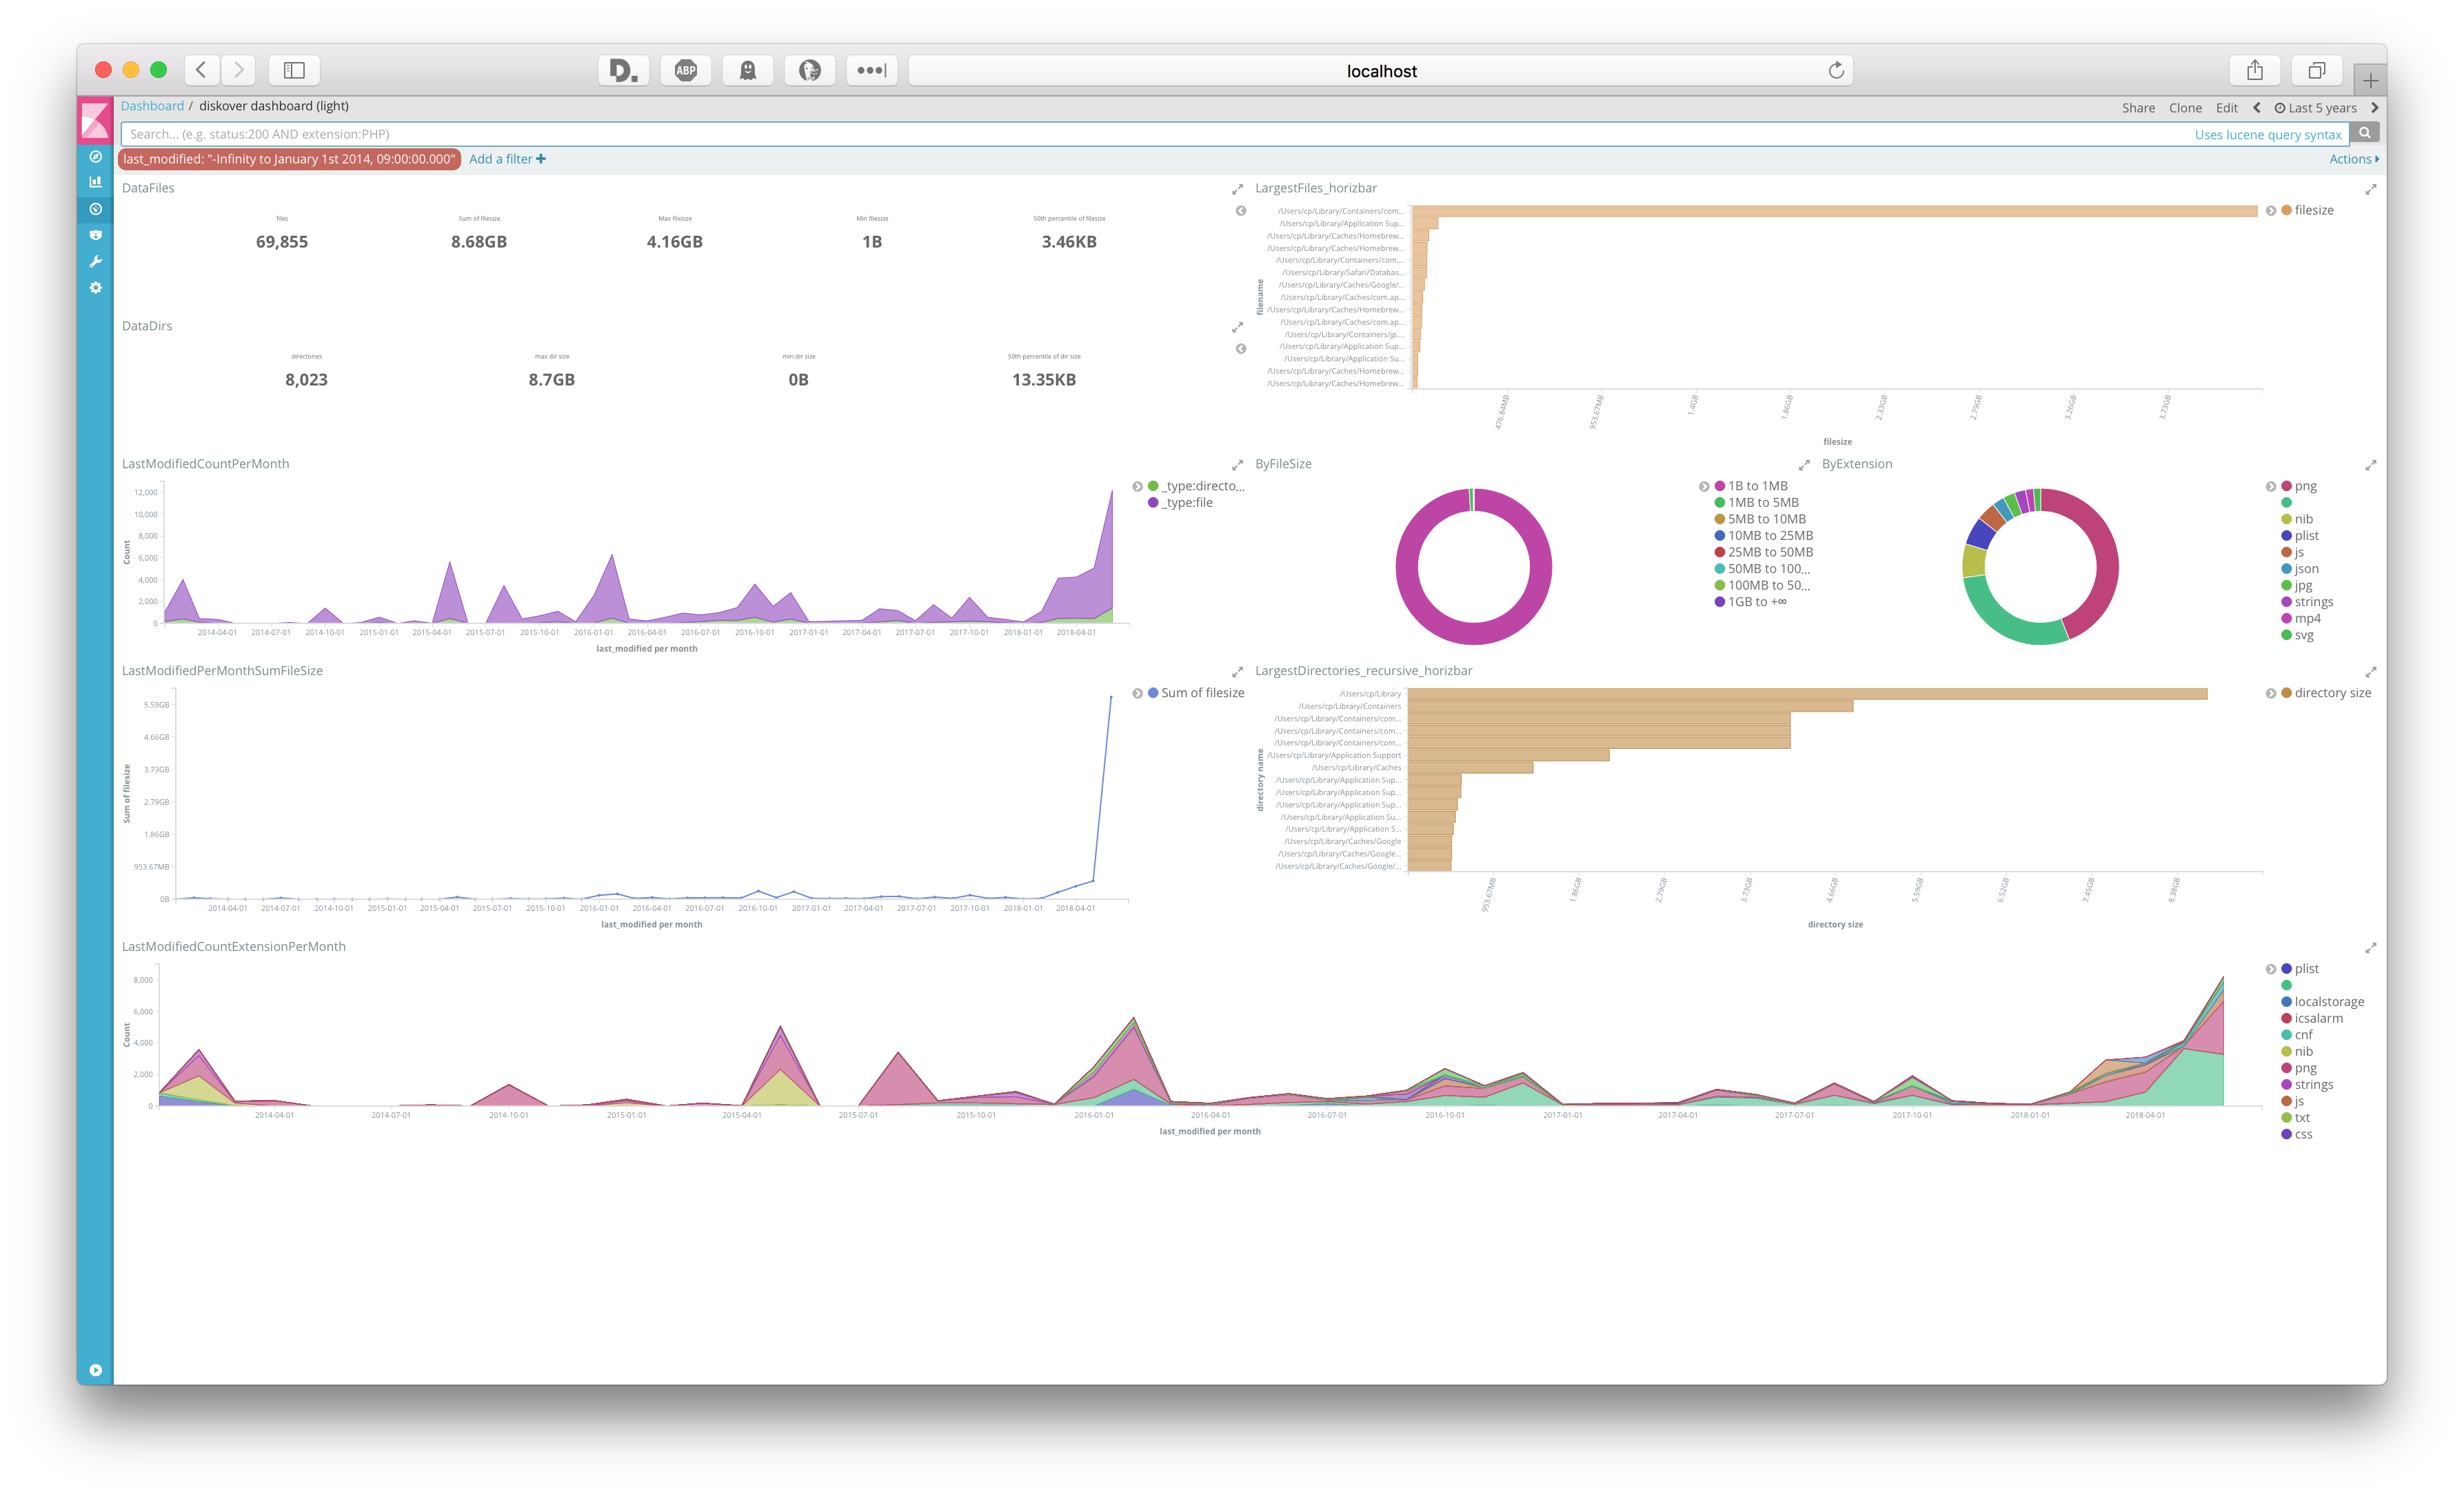 D.
ABP
localhost
Dashboard / diskover dashboard (light)
Share Clone Edit Last 5 years
Search... (e.g. status:200 AND extension:PHP)
Uses lucene query syntax
last_modified: "-Infinity to January 1st 2014, 09:00:00.000"
Add a filter
Actions
DataFiles
files
69,855
Sum of filesize
8.68GB
Max filesize
4.16GB
Min filesize
1B
50th percentile of filesize
3.46KB
DataDirs
directories
8,023
max dir size
8.7GB
min dir size
0B
50th percentile of dir size
13.35KB
LargestFiles_horizbar
filename
/Users/cp/Library/Containers/com...
/Users/cp/Library/Application Sup...
/Users/cp/Library/Caches/Homebrew...
/Users/cp/Library/Caches/Homebrew...
/Users/cp/Library/Containers/com....
/Users/cp/Library/Safari/Databas...
/Users/cp/Library/Caches/Google/...
/Users/cp/Library/Caches/com.ap...
/Users/cp/Library/Caches/Homebrew...
/Users/cp/Library/Caches/com.ap...
/Users/cp/Library/Containers/jp...
/Users/cp/Library/Application Sup...
/Users/cp/Library/Application Su...
/Users/cp/Library/Caches/Homebrew...
/Users/cp/Library/Caches/Homebrew...
476.84MB 953.67MB 1.4GB 1.86GB 2.33GB 2.79GB 3.26GB 3.73GB
filesize
filesize
LastModifiedCountPerMonth
Count
12,000
10,000
8,000
6,000
4,000
2,000
0
2014-04-01 2014-07-01 2014-10-01 2015-01-01 2015-04-01 2015-07-01 2015-10-01 2016-01-01 2016-04-01 2016-07-01 2016-10-01 2017-01-01 2017-04-01 2017-07-01 2017-10-01 2018-01-01 2018-04-01
last_modified per month
_type:directo...
_type:file
ByFileSize
1B to 1MB
1MB to 5MB
5MB to 10MB
10MB to 25MB
25MB to 50MB
50MB to 100...
100MB to 50...
1GB to +∞
ByExtension
png
nib
plist
js
json
jpg
strings
mp4
svg
LastModifiedPerMonthSumFileSize
Sum of filesize
5.59GB
4.66GB
3.73GB
2.79GB
1.86GB
953.67MB
0B
2014-04-01 2014-07-01 2014-10-01 2015-01-01 2015-04-01 2015-07-01 2015-10-01 2016-01-01 2016-04-01 2016-07-01 2016-10-01 2017-01-01 2017-04-01 2017-07-01 2017-10-01 2018-01-01 2018-04-01
last_modified per month
Sum of filesize
LargestDirectories_recursive_horizbar
directory name
/Users/cp/Library
/Users/cp/Library/Containers
/Users/cp/Library/Containers/com...
/Users/cp/Library/Containers/com...
/Users/cp/Library/Containers/com...
/Users/cp/Library/Application Support
/Users/cp/Library/Caches
/Users/cp/Library/Application Sup...
/Users/cp/Library/Application Sup...
/Users/cp/Library/Application Sup...
/Users/cp/Library/Application Su...
/Users/cp/Library/Application S...
/Users/cp/Library/Caches/Google
/Users/cp/Library/Caches/Google...
/Users/cp/Library/Caches/Google/...
953.67MB 1.86GB 2.79GB 3.73GB 4.66GB 5.59GB 6.52GB 7.45GB 8.38GB
directory size
directory size
LastModifiedCountExtensionPerMonth
Count
8,000
6,000
4,000
2,000
0
2014-04-01 2014-07-01 2014-10-01 2015-01-01 2015-04-01 2015-07-01 2015-10-01 2016-01-01 2016-04-01 2016-07-01 2016-10-01 2017-01-01 2017-04-01 2017-07-01 2017-10-01 2018-01-01 2018-04-01
last_modified per month
plist
localstorage
icsalarm
cnf
nib
png
strings
js
txt
css